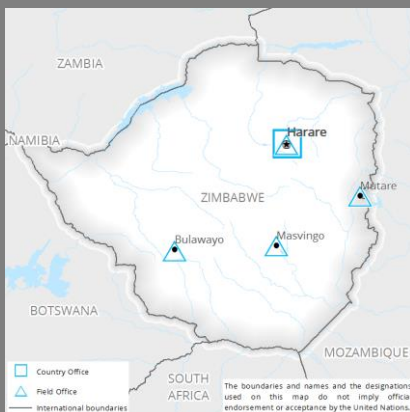 ZAMBIA
NAMIBIA
Harare
Mutare
ZIMBABWE
Bulawayo
Masvingo
BOTSWANA
MOZAMBIQUE
SOUTH
AFRICA
Country Office
Field Office
International boundaries
The boundaries and names and the designations
used on this map do not imply official
endorsement or acceptance by the United Nations.